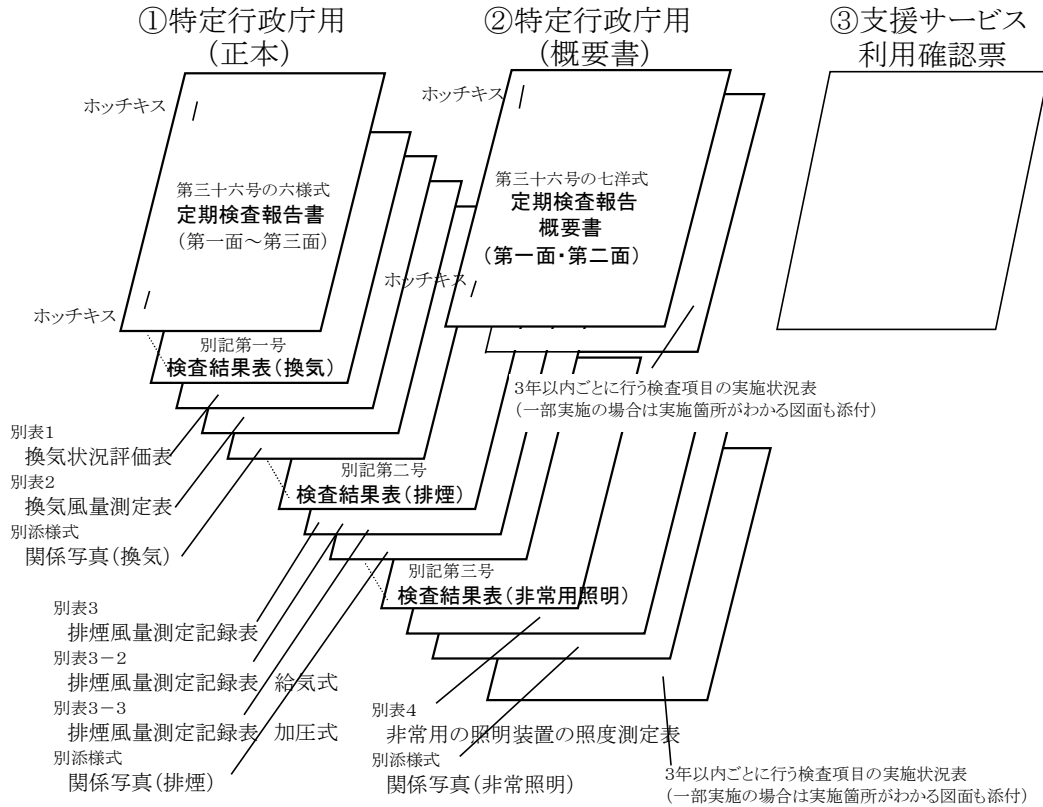 ①特定行政庁用
(正本)
②特定行政庁用
(概要書)
③支援サービス
利用確認票
ホッチキス
第三十六号の六様式
定期検査報告書
(第一面～第三面)
ホッチキス
ホッチキス
第三十六号の七洋式
定期検査報告
概要書
(第一面・第二面)
ホッチキス
別記第一号
検査結果表(換気)
3年以内ごとに行う検査項目の実施状況表
(一部実施の場合は実施箇所がわかる図面も添付)
別表1
換気状況評価表
別表2
換気風量測定表
別添様式
関係写真(換気)
別記第二号
検査結果表(排煙)
別記第三号
検査結果表(非常用照明)
別表3
排煙風量測定記録表
別表3－2
排煙風量測定記録表　給気式
別表3－3
排煙風量測定記録表　加圧式
別添様式
関係写真(排煙)
別表4
非常用の照明装置の照度測定表
別添様式
関係写真(非常照明)
3年以内ごとに行う検査項目の実施状況表
(一部実施の場合は実施箇所がわかる図面も添付)